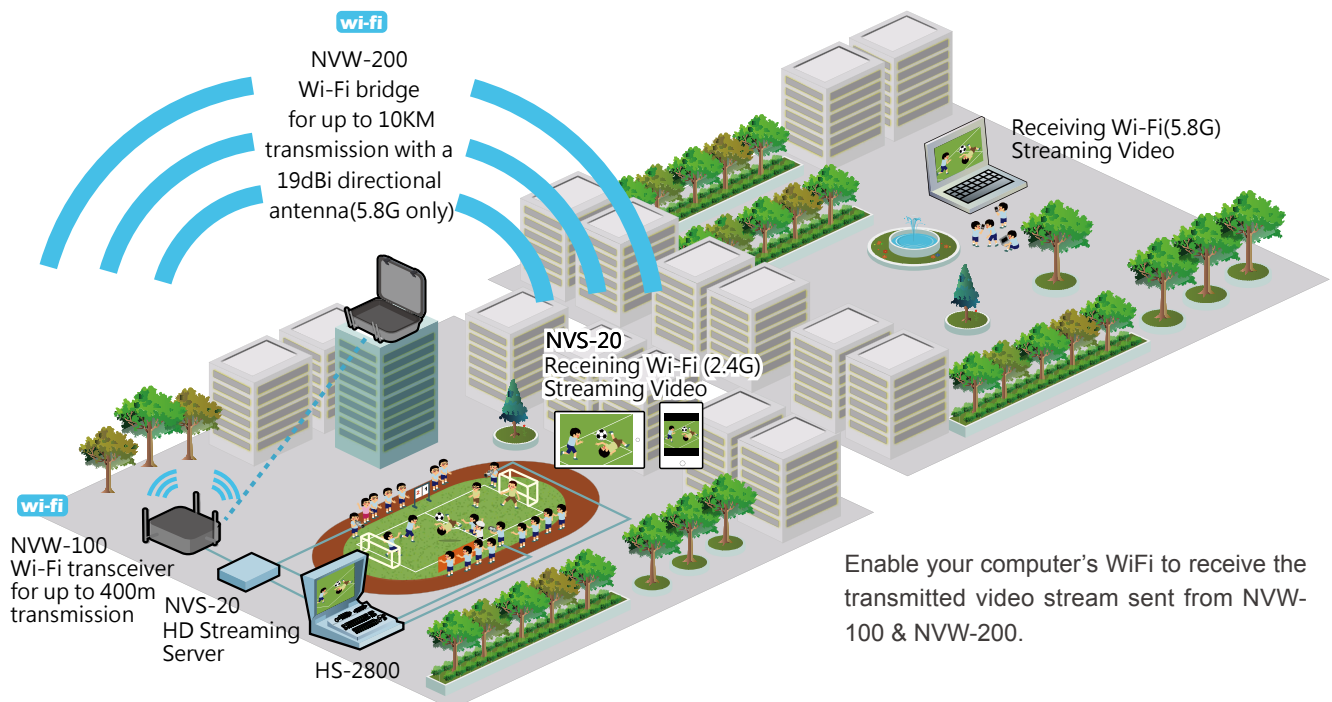 wi-fi
NVW-200
Wi-Fi bridge
for up to 10KM
transmission with a
19dBi directional
antenna(5.8G only)
Receiving Wi-Fi(5.8G)
Streaming Video
NVS-20
Receining Wi-Fi (2.4G)
Streaming Video
wi-fi
NVW-100
Wi-Fi transceiver
for up to 400m
transmission
NVS-20
HD Streaming
Server
HS-2800
Enable your computer’s WiFi to receive the
transmitted video stream sent from NVW-
100 & NVW-200.